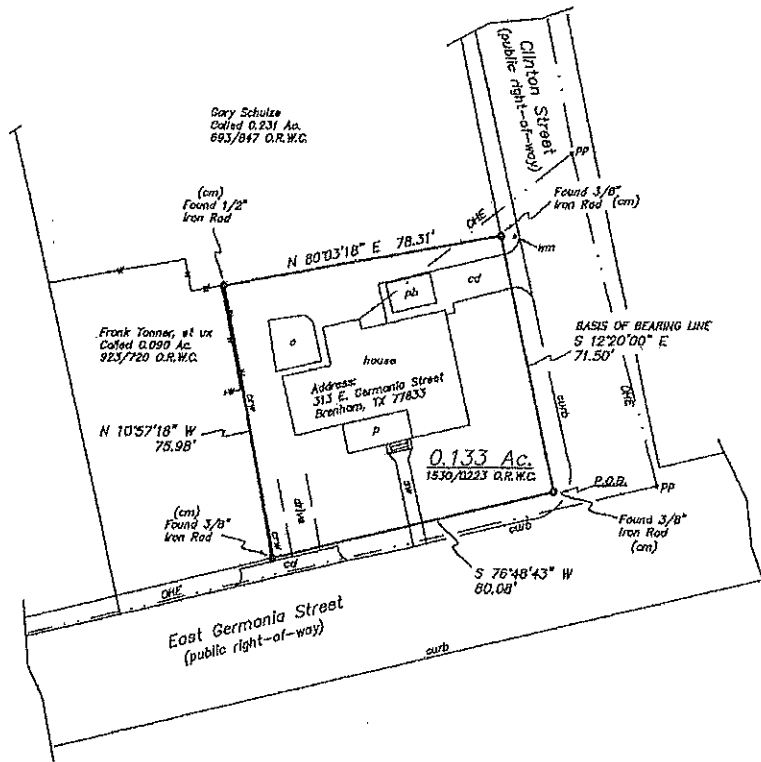 Clinton Street
(public right-of-way)
Gary Schulze
Called 0.231 Ac.
693/847 O.R.W.C.
pp
(cm)
Found 1/2"
Iron Rod
Found 3/8"
Iron Rod (cm)
OHE
wm
N 80°03'18" E 78.31'
cd
pb
Frank Tonner, et ux
Called 0.090 Ac.
923/720 O.R.W.C.
BASIS OF BEARING LINE
S 12°20'00" E
71.50'
o
house
Address:
313 E. Germania Street
Brenham, TX 77833
OHE
curb
N 10°57'18" W
75.98'
p
0.133 Ac.
1530/0223 O.R.W.C.
P.O.B.
pp
(cm)
Found 3/8"
Iron Rod
drive
sw
Found 3/8"
Iron Rod
(cm)
curb
cd
S 76°48'43" W
80.08'
OHE
East Germania Street
(public right-of-way)
curb